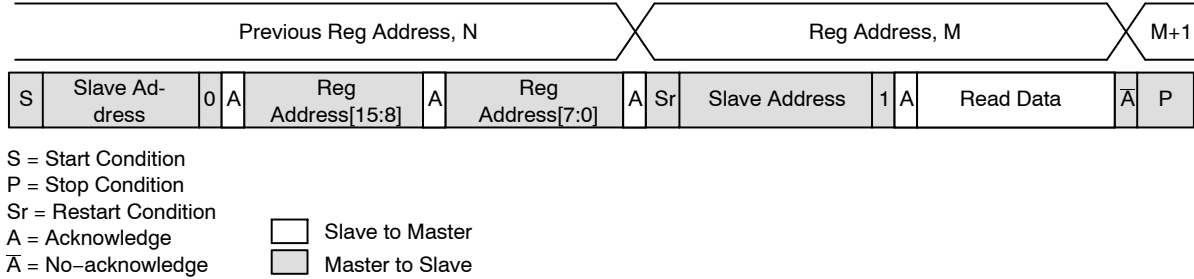 Previous Reg Address, N Reg Address, M M+1
S Slave Ad- dress 0 A Reg Address[15:8] A Reg Address[7:0] A Sr Slave Address 1 A Read Data A̅ P
S = Start Condition
P = Stop Condition
Sr = Restart Condition
A = Acknowledge
A̅ = No−acknowledge
Slave to Master
Master to Slave